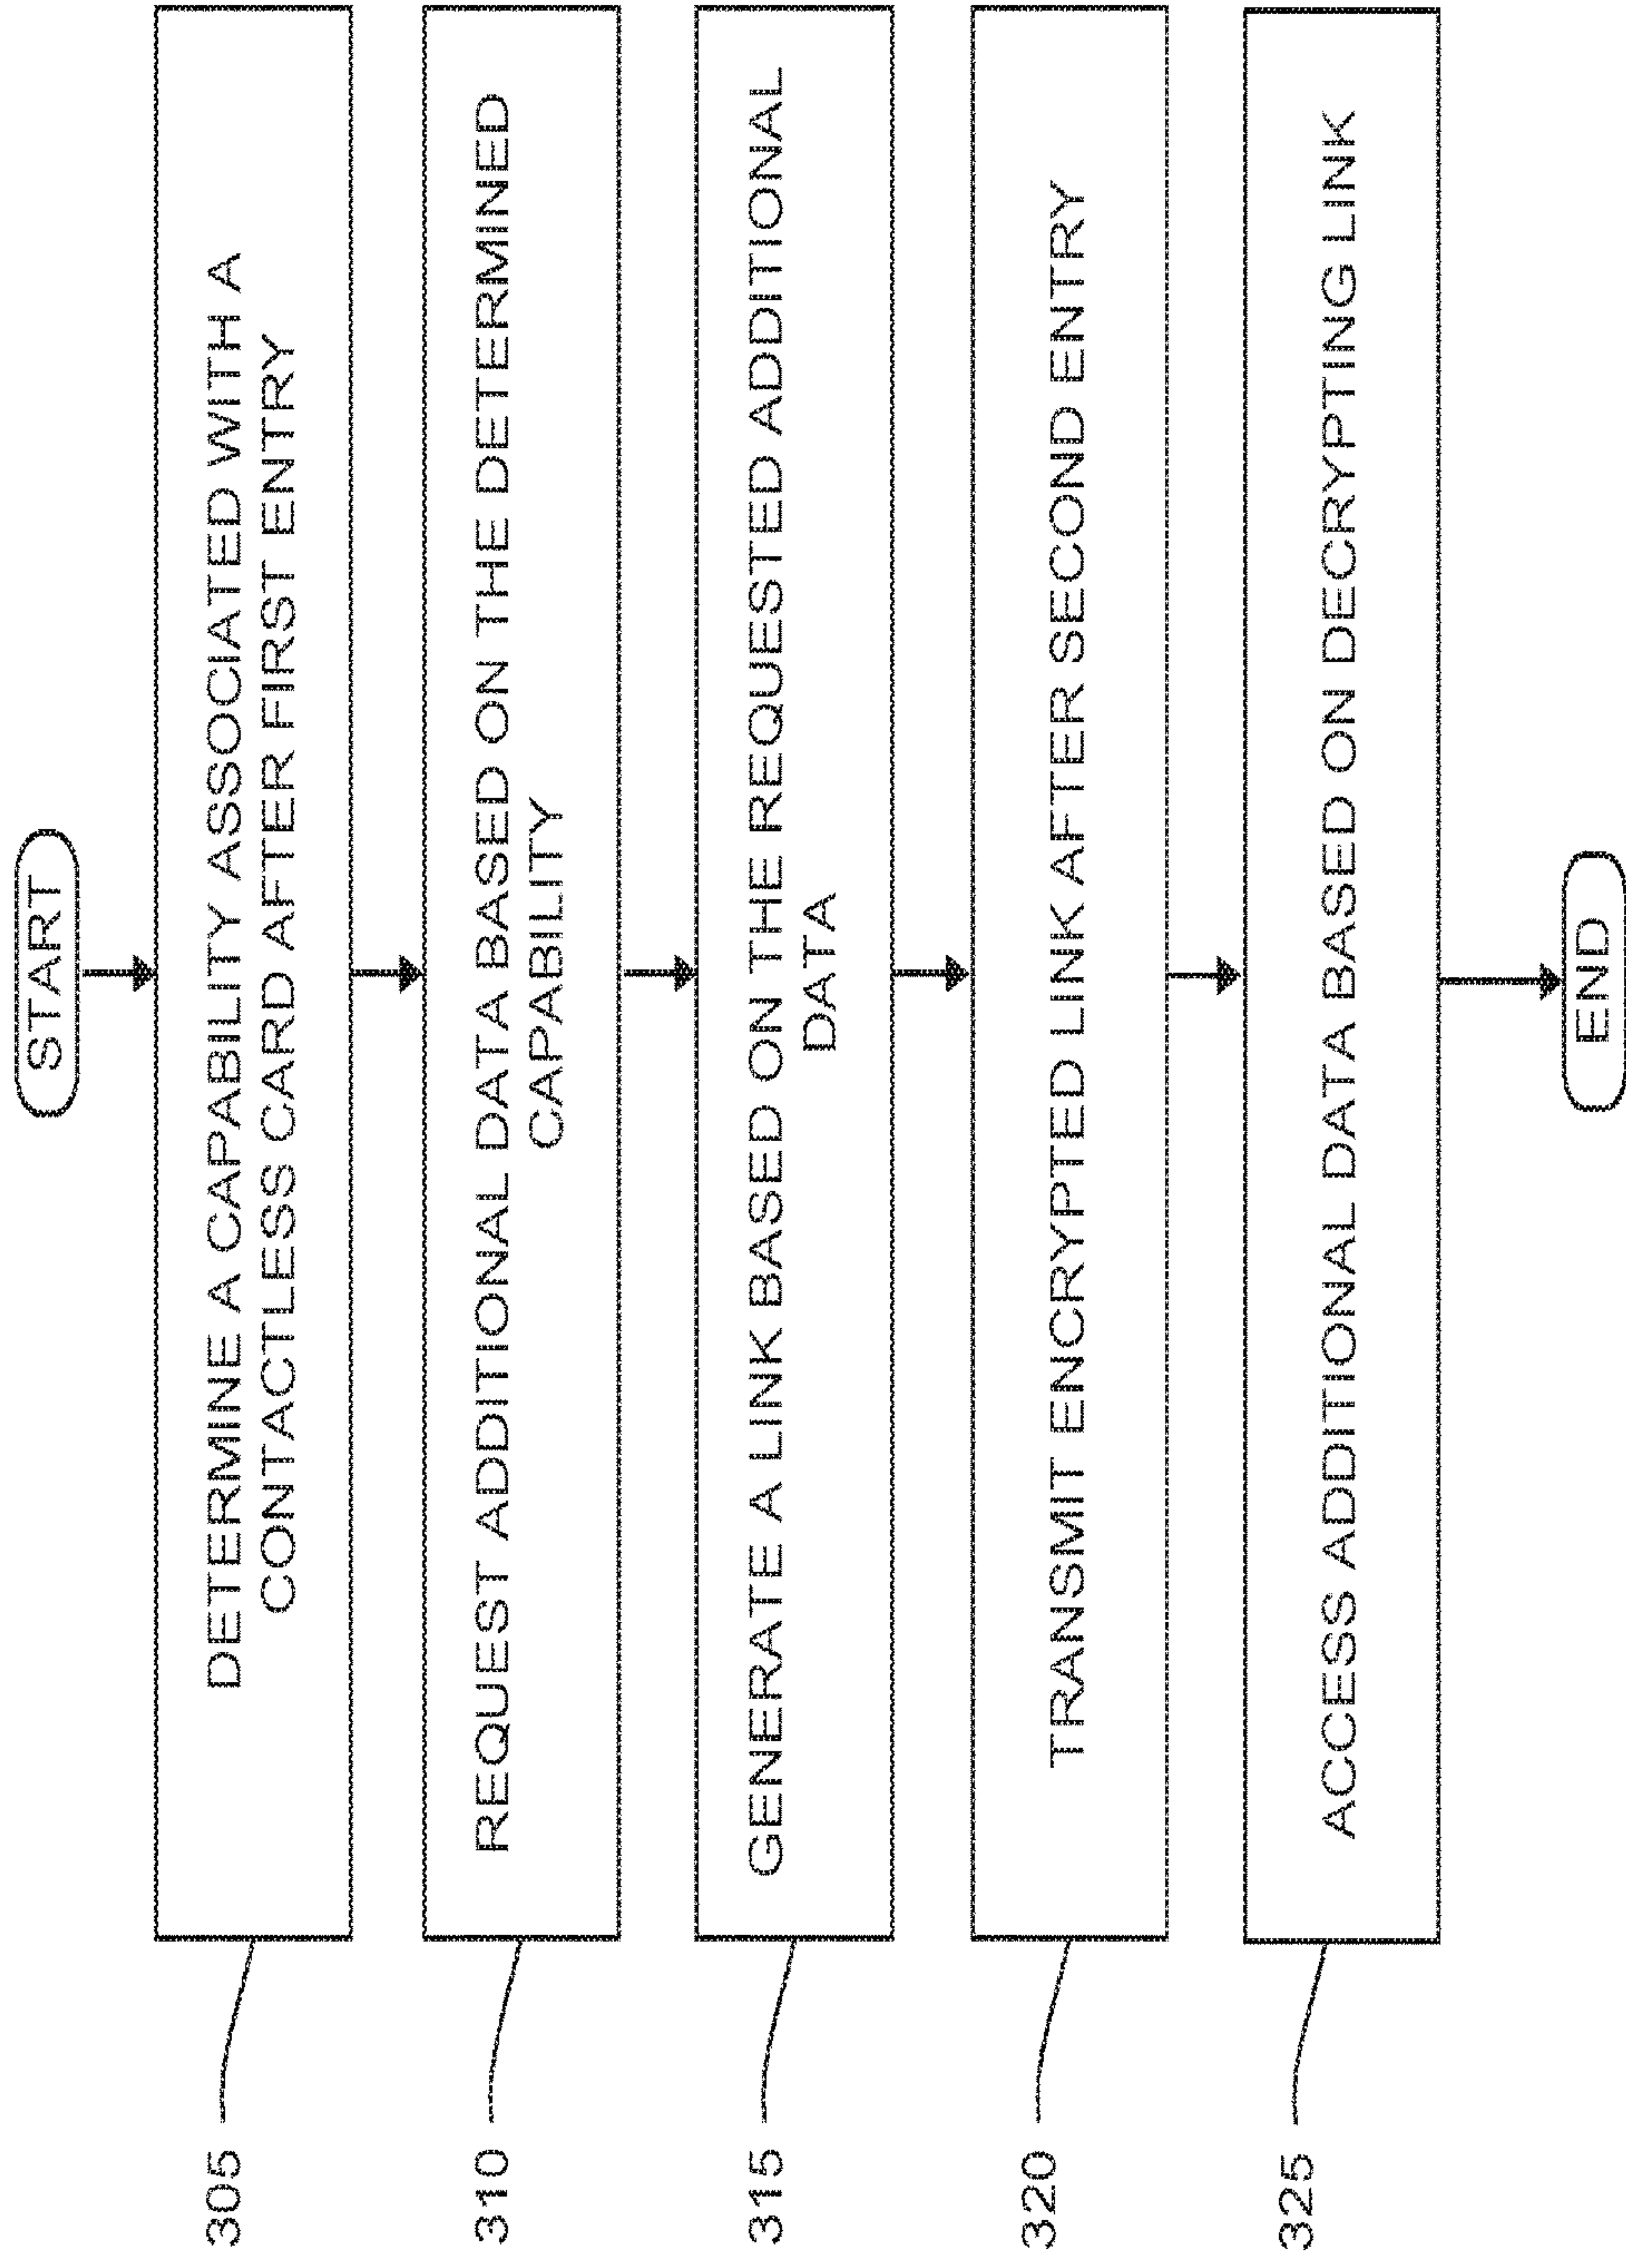 START
305
DETERMINE A CAPABILITY ASSOCIATED WITH A
CONTACTLESS CARD AFTER FIRST ENTRY
310
REQUEST ADDITIONAL DATA BASED ON THE DETERMINED
CAPABILITY
315
GENERATE A LINK BASED ON THE REQUESTED ADDITIONAL
DATA
320
TRANSMIT ENCRYPTED LINK AFTER SECOND ENTRY
325
ACCESS ADDITIONAL DATA BASED ON DECRYPTING LINK
END